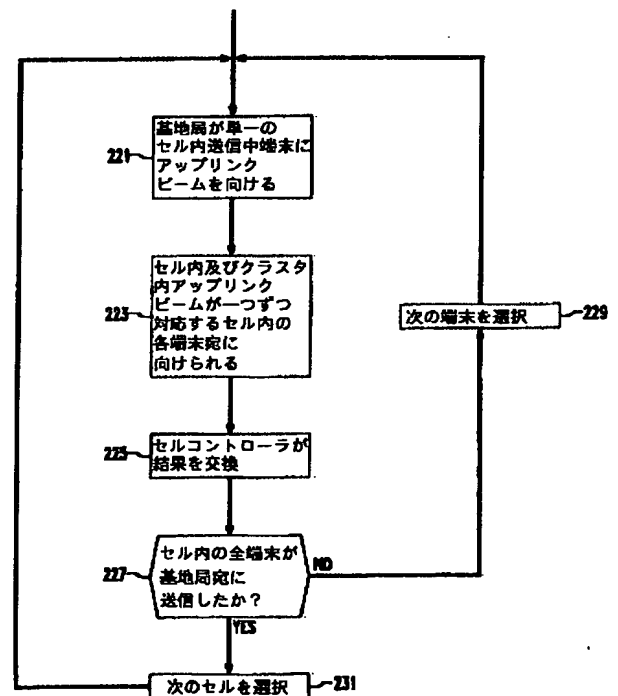 基地局が単一の
セル内送信中端末に
アップリンク
ビームを向ける
221
セル内及びクラスタ
内アップリンク
ビームが一つずつ
対応するセル内の
各端末宛に
向けられる
223
次の端末を選択
229
セルコントローラが
結果を交換
225
セル内の全端末が
基地局宛に
送信したか?
227
NO
YES
次のセルを選択
231